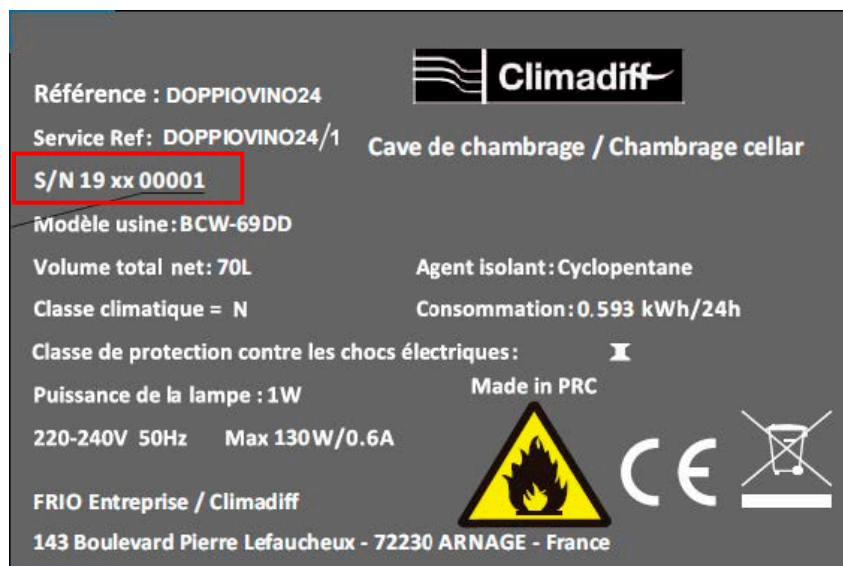 Climadiff
Référence : DOPPIOVINO24
Service Ref: DOPPIOVINO24/1
Cave de chambrage / Chambrage cellar
S/N 19 xx 00001
Modèle usine: BCW-69DD
Volume total net: 70L Agent isolant: Cyclopentane
Classe climatique = N Consommation: 0.593 kWh/24h
Classe de protection contre les chocs électriques: I
Puissance de la lampe : 1W Made in PRC
220-240V 50Hz Max 130W/0.6A
CE
FRIO Entreprise / Climadiff
143 Boulevard Pierre Lefaucheux - 72230 ARNAGE - France